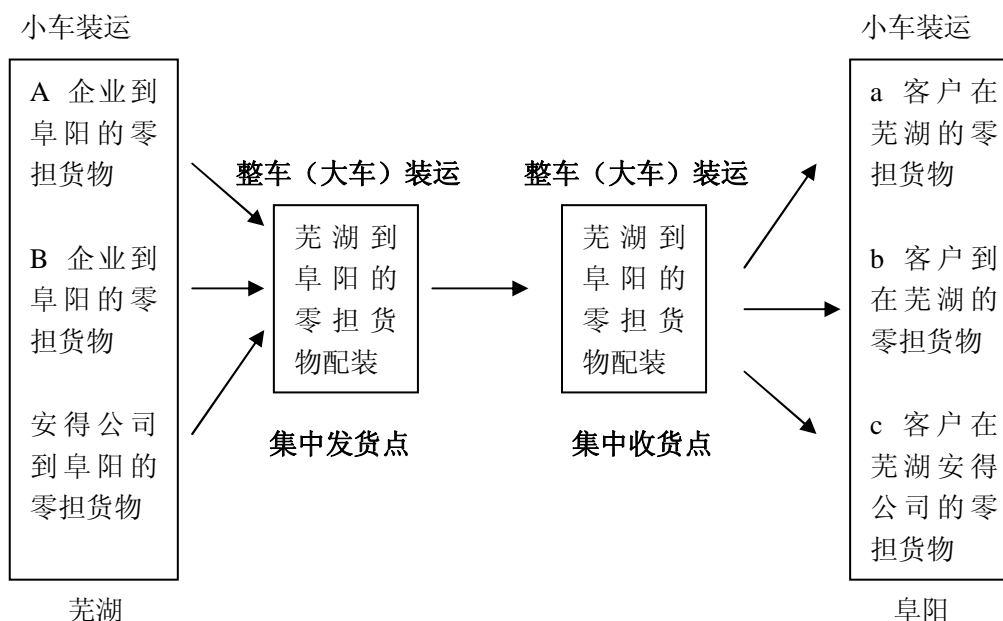 小车装运
A 企业到
阜阳的零
担货物
B 企业到
阜阳的零
担货物
安得公司
到阜阳的
零担货物
芜湖
整车（大车）装运
芜湖到
阜阳的
零担货
物配装
集中发货点
整车（大车）装运
芜湖到
阜阳的
零担货
物配装
集中收货点
小车装运
a 客户在
芜湖的零
担货物
b 客户到
在芜湖的
零担货物
c 客户在
芜湖安得
公司的零
担货物
阜阳